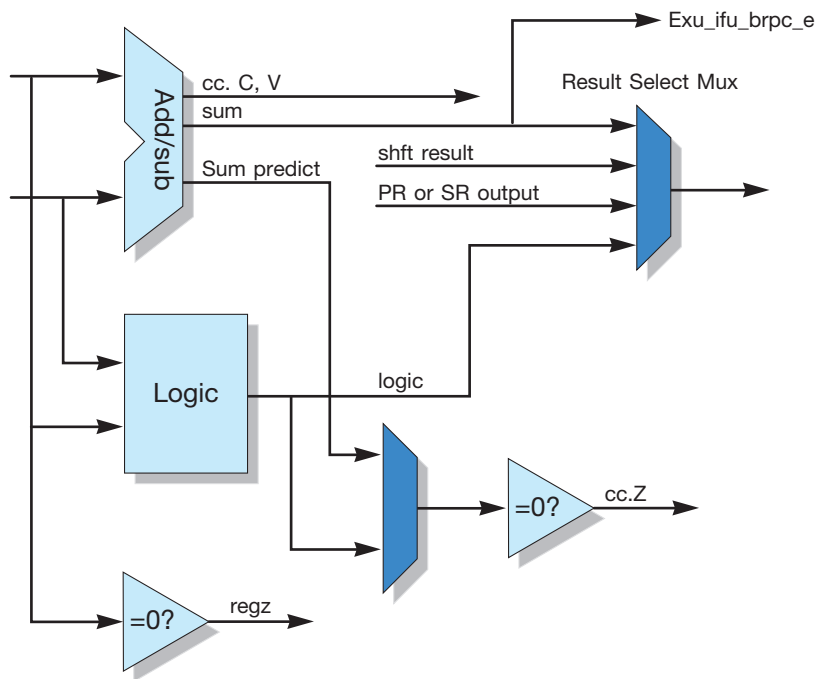 Exu_ifu_brpc_e
Result Select Mux
cc. C, V
sum
Add/sub
shft result
Sum predict
PR or SR output
logic
Logic
=0?
cc.Z
=0?
regz